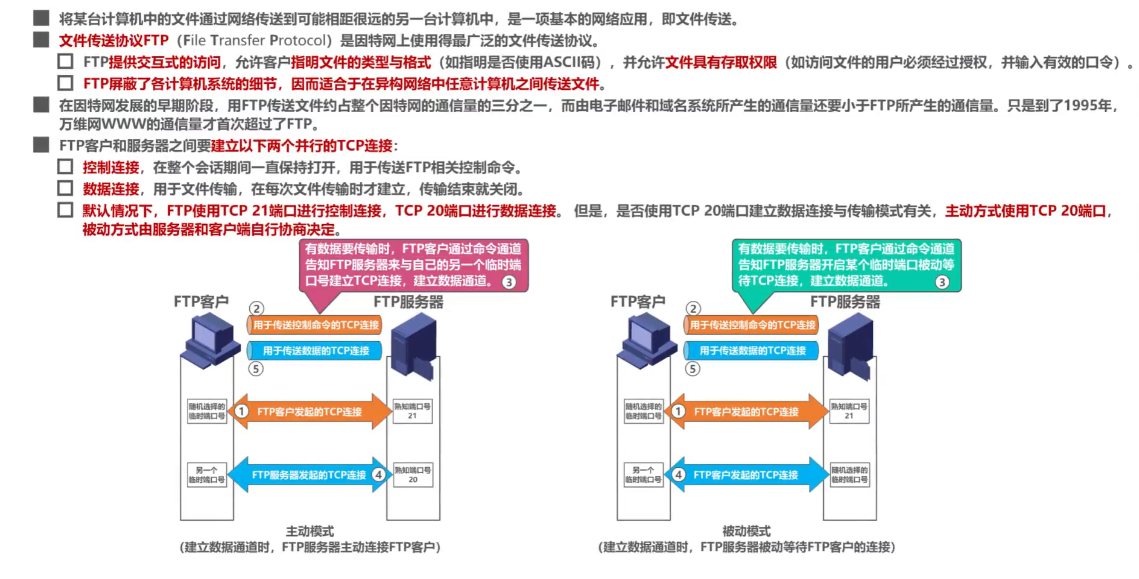 将某台计算机中的文件通过网络传送到可能相距很远的另一台计算机中，是一项基本的网络应用，即文件传送。
文件传送协议FTP（File Transfer Protocol）是因特网上使用得最广泛的文件传送协议。
FTP提供交互式的访问，允许客户指明文件的类型与格式（如指明是否使用ASCII码），并允许文件具有存取权限（如访问文件的用户必须经过授权，并输入有效的口令）。
FTP屏蔽了各计算机系统的细节，因而适合于在异构网络中任意计算机之间传送文件。
在因特网发展的早期阶段，用FTP传送文件约占整个因特网的通信量的三分之一，而由电子邮件和域名系统所产生的通信量还要小于FTP所产生的通信量。只是到了1995年，
万维网WWW的通信量才首次超过了FTP。
FTP客户和服务器之间要建立以下两个并行的TCP连接：
控制连接，在整个会话期间一直保持打开，用于传送FTP相关控制命令。
数据连接，用于文件传输，在每次文件传输时才建立，传输结束就关闭。
默认情况下，FTP使用TCP 21端口进行控制连接，TCP 20端口进行数据连接。 但是，是否使用TCP 20端口建立数据连接与传输模式有关，主动方式使用TCP 20端口，
被动方式由服务器和客户端自行协商决定。
有数据要传输时，FTP客户通过命令通道
告知FTP服务器来与自己的另一个临时端
口号建立TCP连接，建立数据通道。 ③
FTP客户
FTP服务器
②
用于传送控制命令的TCP连接
用于传送数据的TCP连接
⑤
随机选择的
临时端口号
① FTP客户发起的TCP连接
熟知端口号
21
另一个
临时端口号
FTP服务器发起的TCP连接 ④
熟知端口号
20
主动模式
（建立数据通道时，FTP服务器主动连接FTP客户）
有数据要传输时，FTP客户通过命令通道
告知FTP服务器开启某个临时端口被动等
待TCP连接，建立数据通道。 ③
FTP客户
FTP服务器
②
用于传送控制命令的TCP连接
用于传送数据的TCP连接
⑤
随机选择的
临时端口号
① FTP客户发起的TCP连接
熟知端口号
21
另一个
临时端口号
④ FTP客户发起的TCP连接
随机选择的
临时端口号
被动模式
（建立数据通道时，FTP服务器被动等待FTP客户的连接）